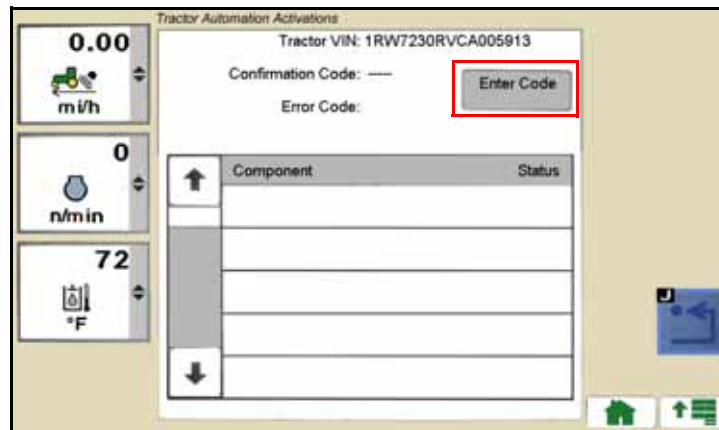 Tractor Automation Activations
0.00
mi/h
0
n/min
72
°F
Tractor VIN: 1RW7230RVCA005913
Confirmation Code: -----
Error Code:
Enter Code
Component Status
J